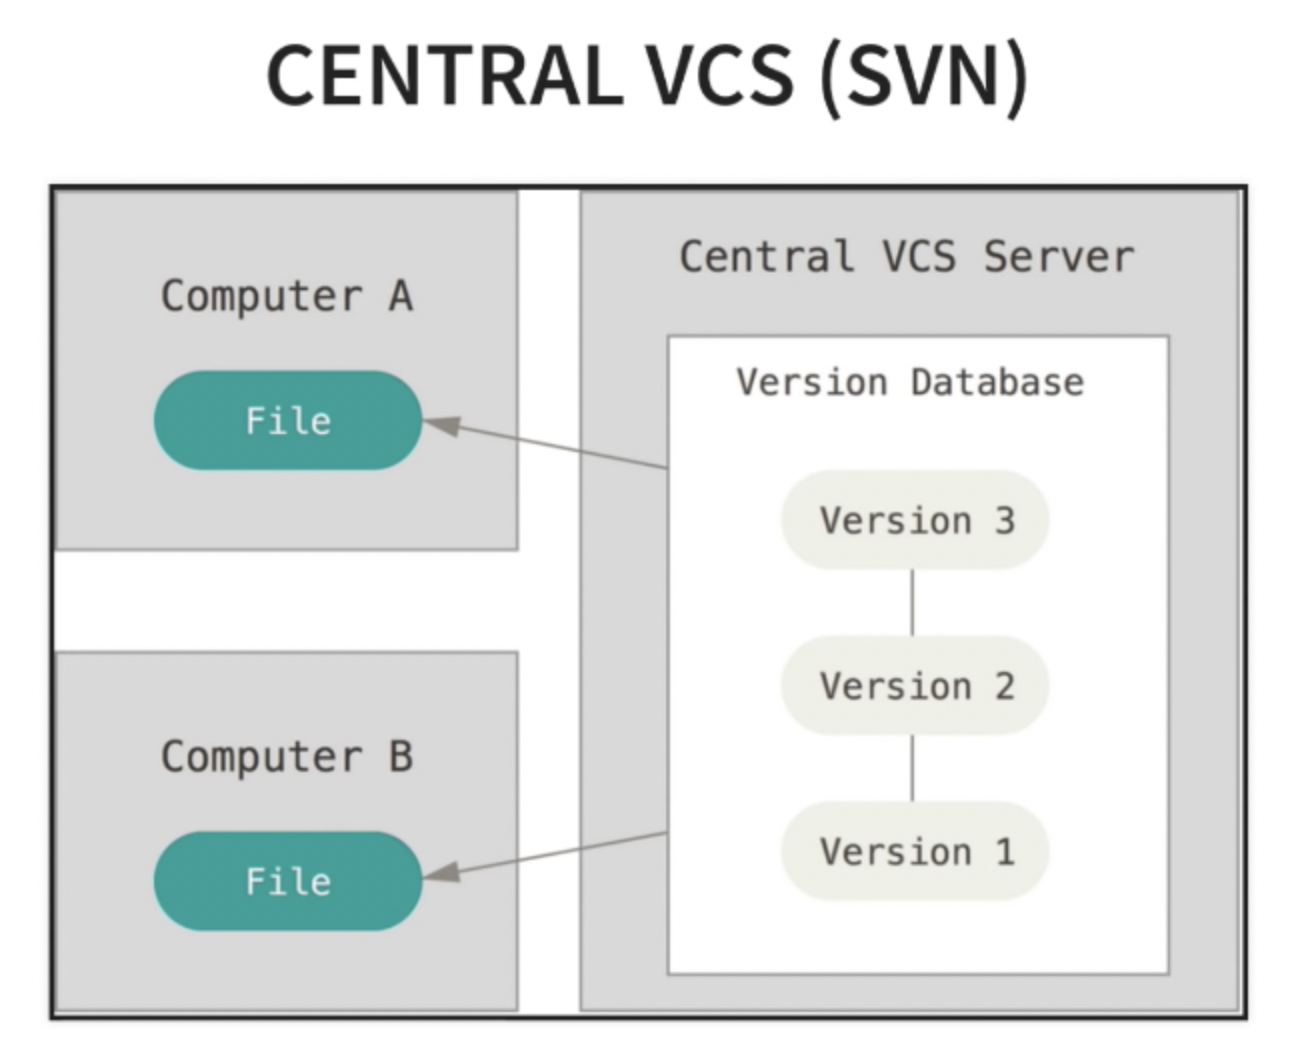 CENTRAL VCS (SVN)
Computer A
File
Computer B
File
Central VCS Server
Version Database
Version 3
Version 2
Version 1